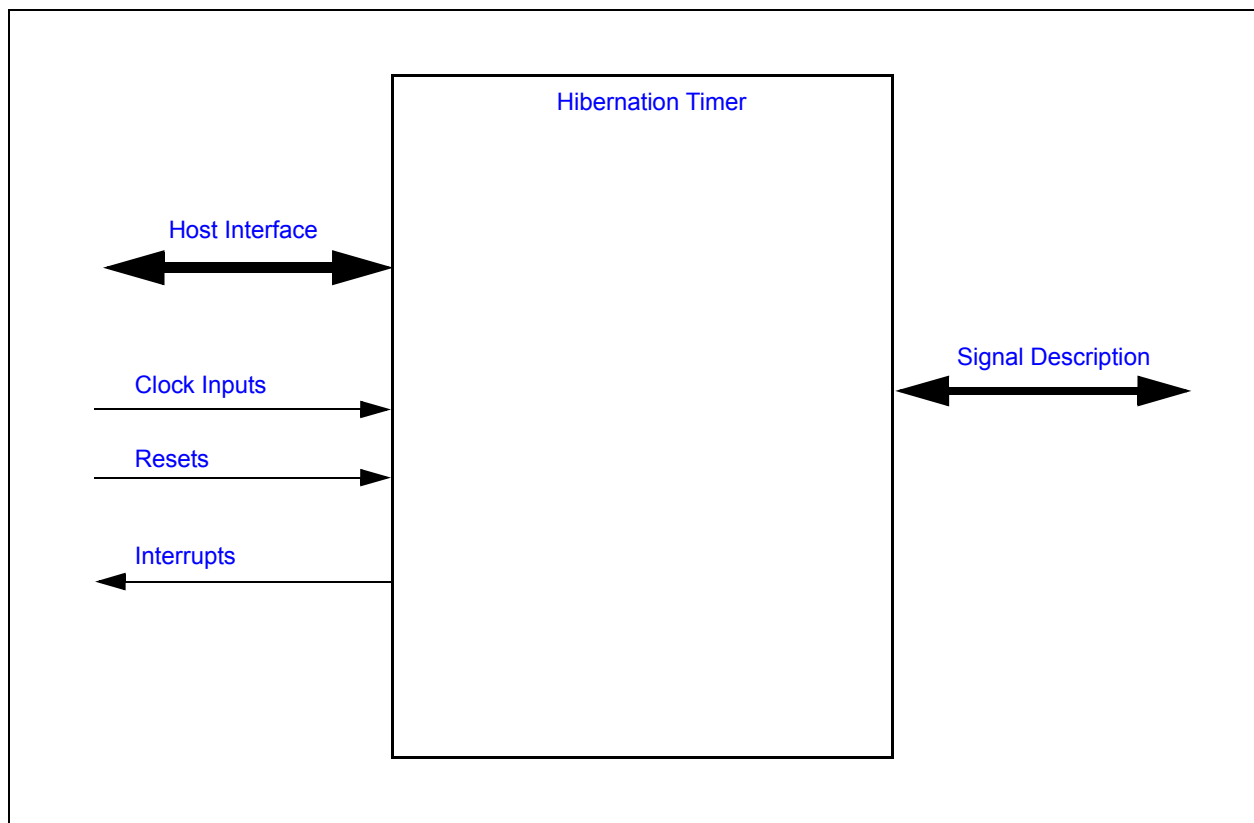 Hibernation Timer
Host Interface
Signal Description
Clock Inputs
Resets
Interrupts